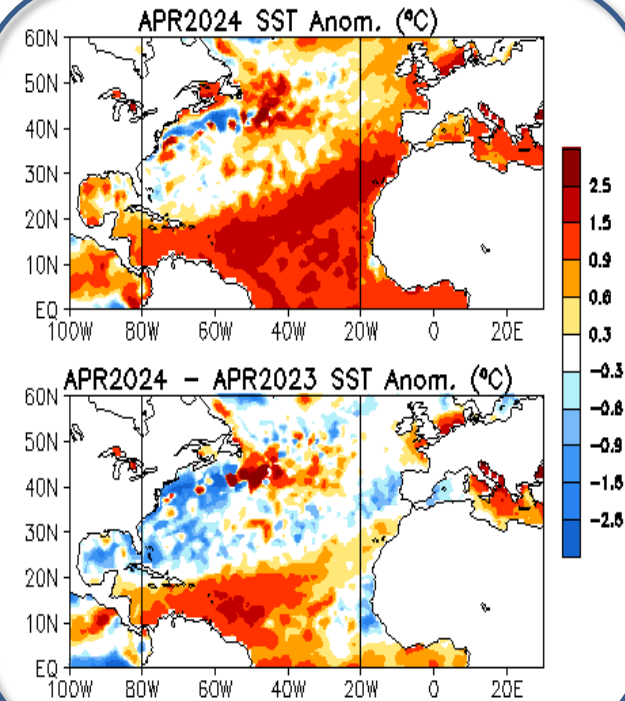 APR2024 SST Anom. (ºC)
60N
50N
40N
30N
20N
10N
EQ
100W 80W 60W 40W 20W 0 20E
2.5
1.5
0.9
0.6
0.3
-0.3
-0.6
-0.9
-1.5
-2.5
APR2024 - APR2023 SST Anom. (ºC)
60N
50N
40N
30N
20N
10N
EQ
100W 80W 60W 40W 20W 0 20E